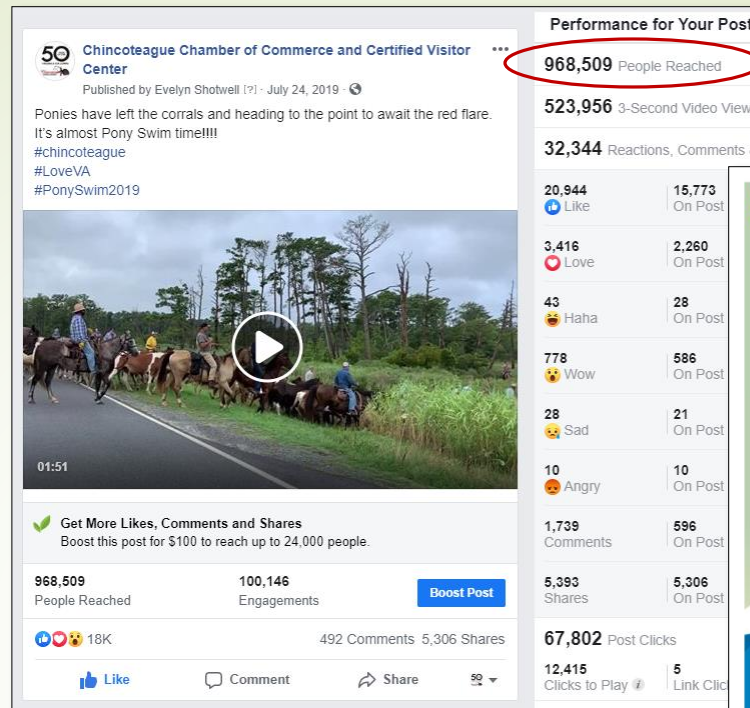 50
Chincoteague Chamber of Commerce and Certified Visitor
Center
Published by Evelyn Shotwell [?] · July 24, 2019 ·
Ponies have left the corrals and heading to the point to await the red flare.
It's almost Pony Swim time!!!!
#chincoteague
#LoveVA
#PonySwim2019
01:51
Get More Likes, Comments and Shares
Boost this post for $100 to reach up to 24,000 people.
968,509
People Reached
100,146
Engagements
Boost Post
18K
492 Comments 5,306 Shares
Like
Comment
Share
50
Performance for Your Post
968,509 People Reached
523,956 3-Second Video View
32,344 Reactions, Comments
20,944
Like
15,773
On Post
3,416
Love
2,260
On Post
43
Haha
28
On Post
778
Wow
586
On Post
28
Sad
21
On Post
10
Angry
10
On Post
1,739
Comments
596
On Post
5,393
Shares
5,306
On Post
67,802 Post Clicks
12,415
Clicks to Play
5
Link Clic